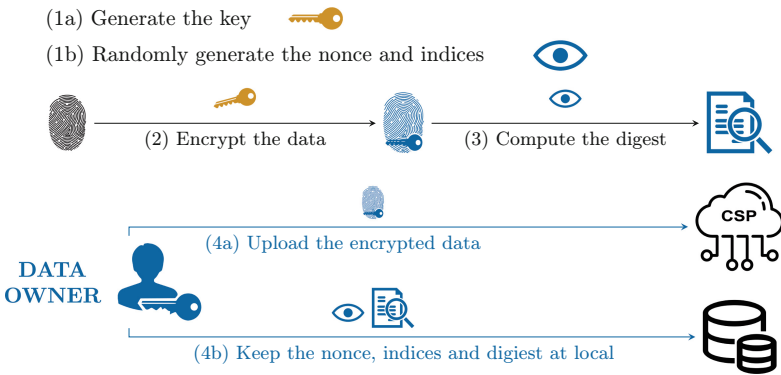 (1a) Generate the key
(1b) Randomly generate the nonce and indices
(2) Encrypt the data
(3) Compute the digest
CSP
(4a) Upload the encrypted data
DATA
OWNER
(4b) Keep the nonce, indices and digiest at local